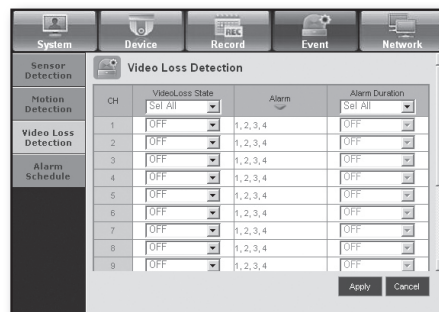 System Device Record Event Network
REC
Sensor Detection
Motion Detection
Video Loss Detection
Alarm Schedule
Video Loss Detection
CH VideoLoss State Alarm Alarm Duration
Sel All Sel All
1 OFF 1, 2, 3, 4 OFF
2 OFF 1, 2, 3, 4 OFF
3 OFF 1, 2, 3, 4 OFF
4 OFF 1, 2, 3, 4 OFF
5 OFF 1, 2, 3, 4 OFF
6 OFF 1, 2, 3, 4 OFF
7 OFF 1, 2, 3, 4 OFF
8 OFF 1, 2, 3, 4 OFF
9 OFF 1, 2, 3, 4 OFF
Apply Cancel